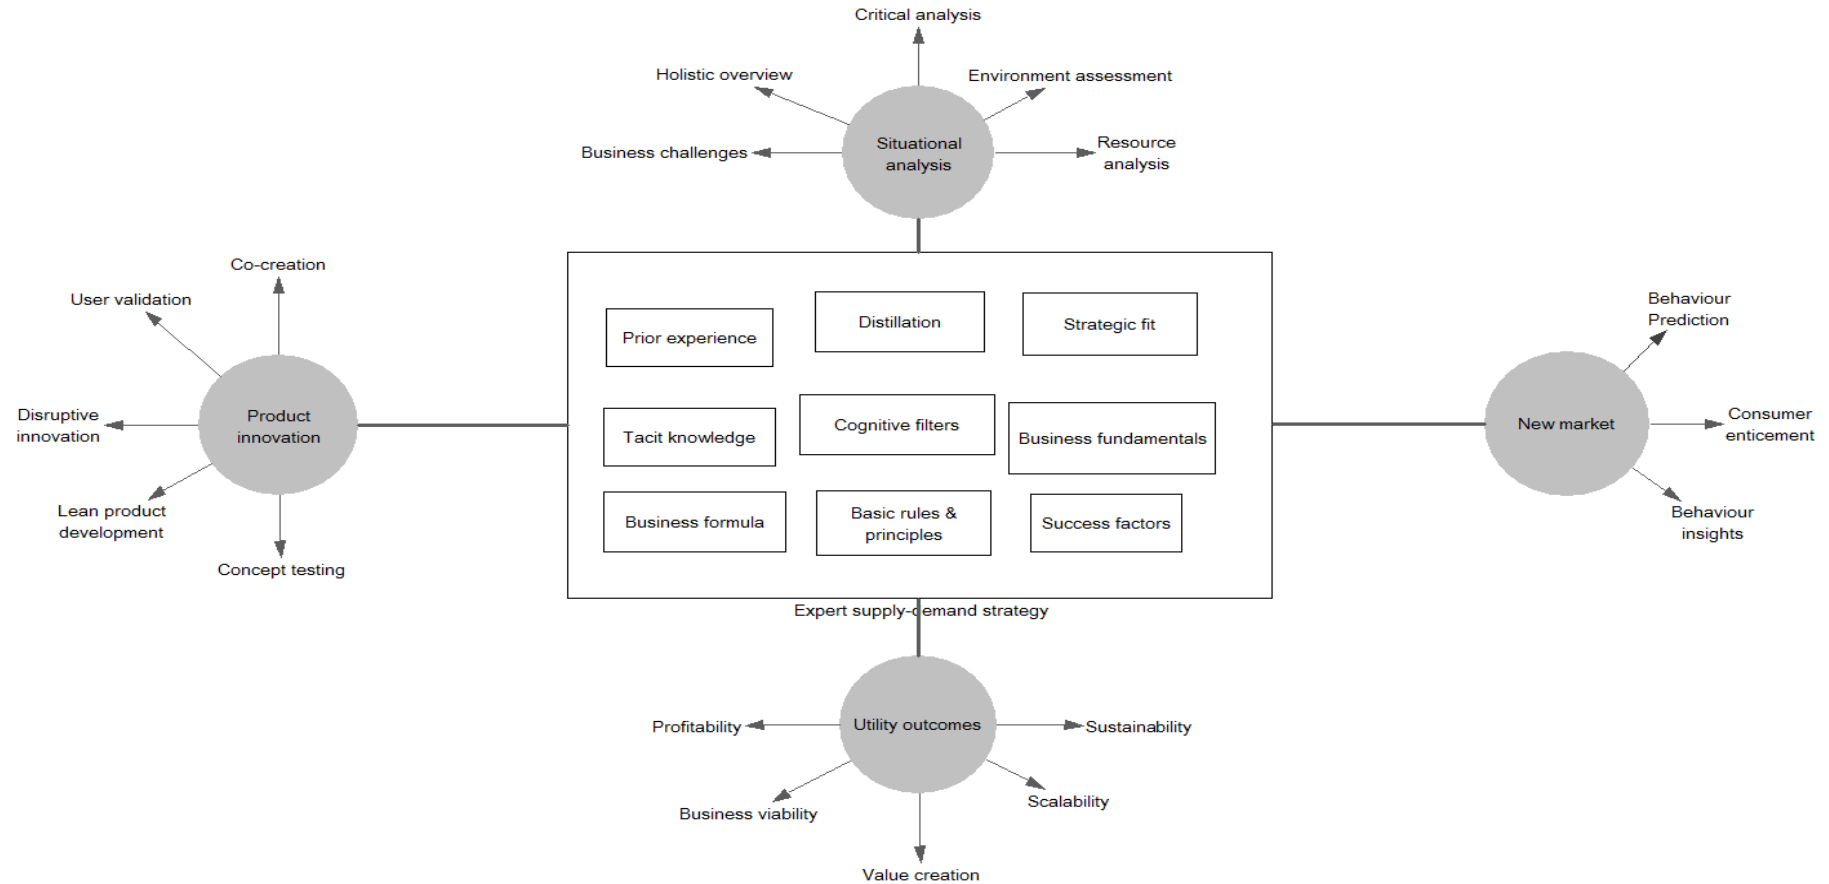 Critical analysis
Holistic overview
Environment assessment
Business challenges
Situational
analysis
Resource
analysis
Co-creation
User validation
Disruptive
innovation
Product
innovation
Lean product
development
Concept testing
Prior experience
Distillation
Strategic fit
Tacit knowledge
Cognitive filters
Business fundamentals
Business formula
Basic rules &
principles
Success factors
Expert supply-demand strategy
Behaviour
Prediction
New market
Consumer
enticement
Behaviour
insights
Profitability
Utility outcomes
Sustainability
Business viability
Scalability
Value creation